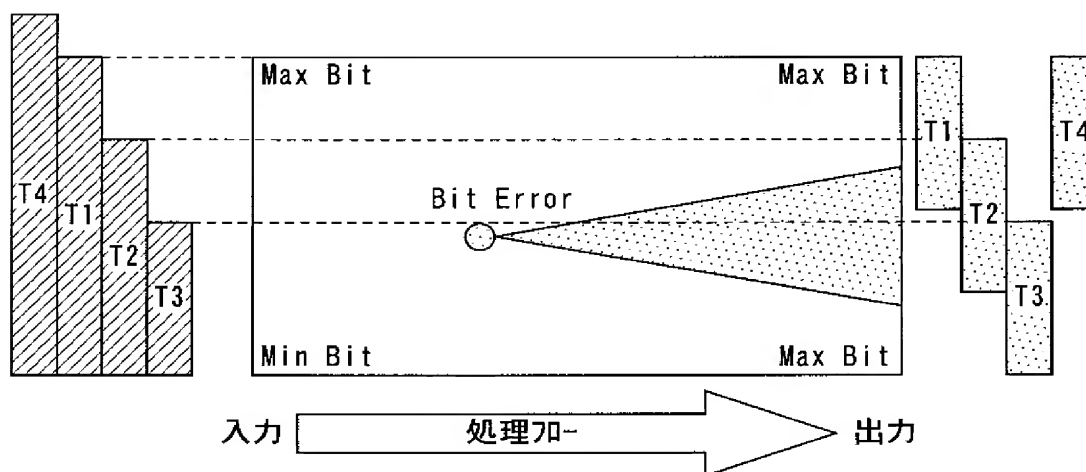 Max Bit
Max Bit
T1
T4
T4
T1
T2
T3
Bit Error
T2
T3
Min Bit
Max Bit
入力
処理フロー
出力